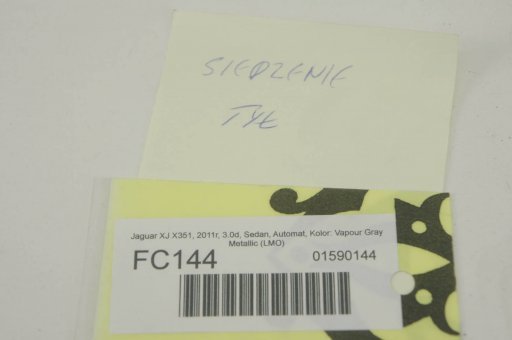 SIEDZENIE
TYŁ
Jaguar XJ X351, 2011r, 3.0d, Sedan, Automat, Kolor: Vapour Gray
Metallic (LMO)
FC144 01590144